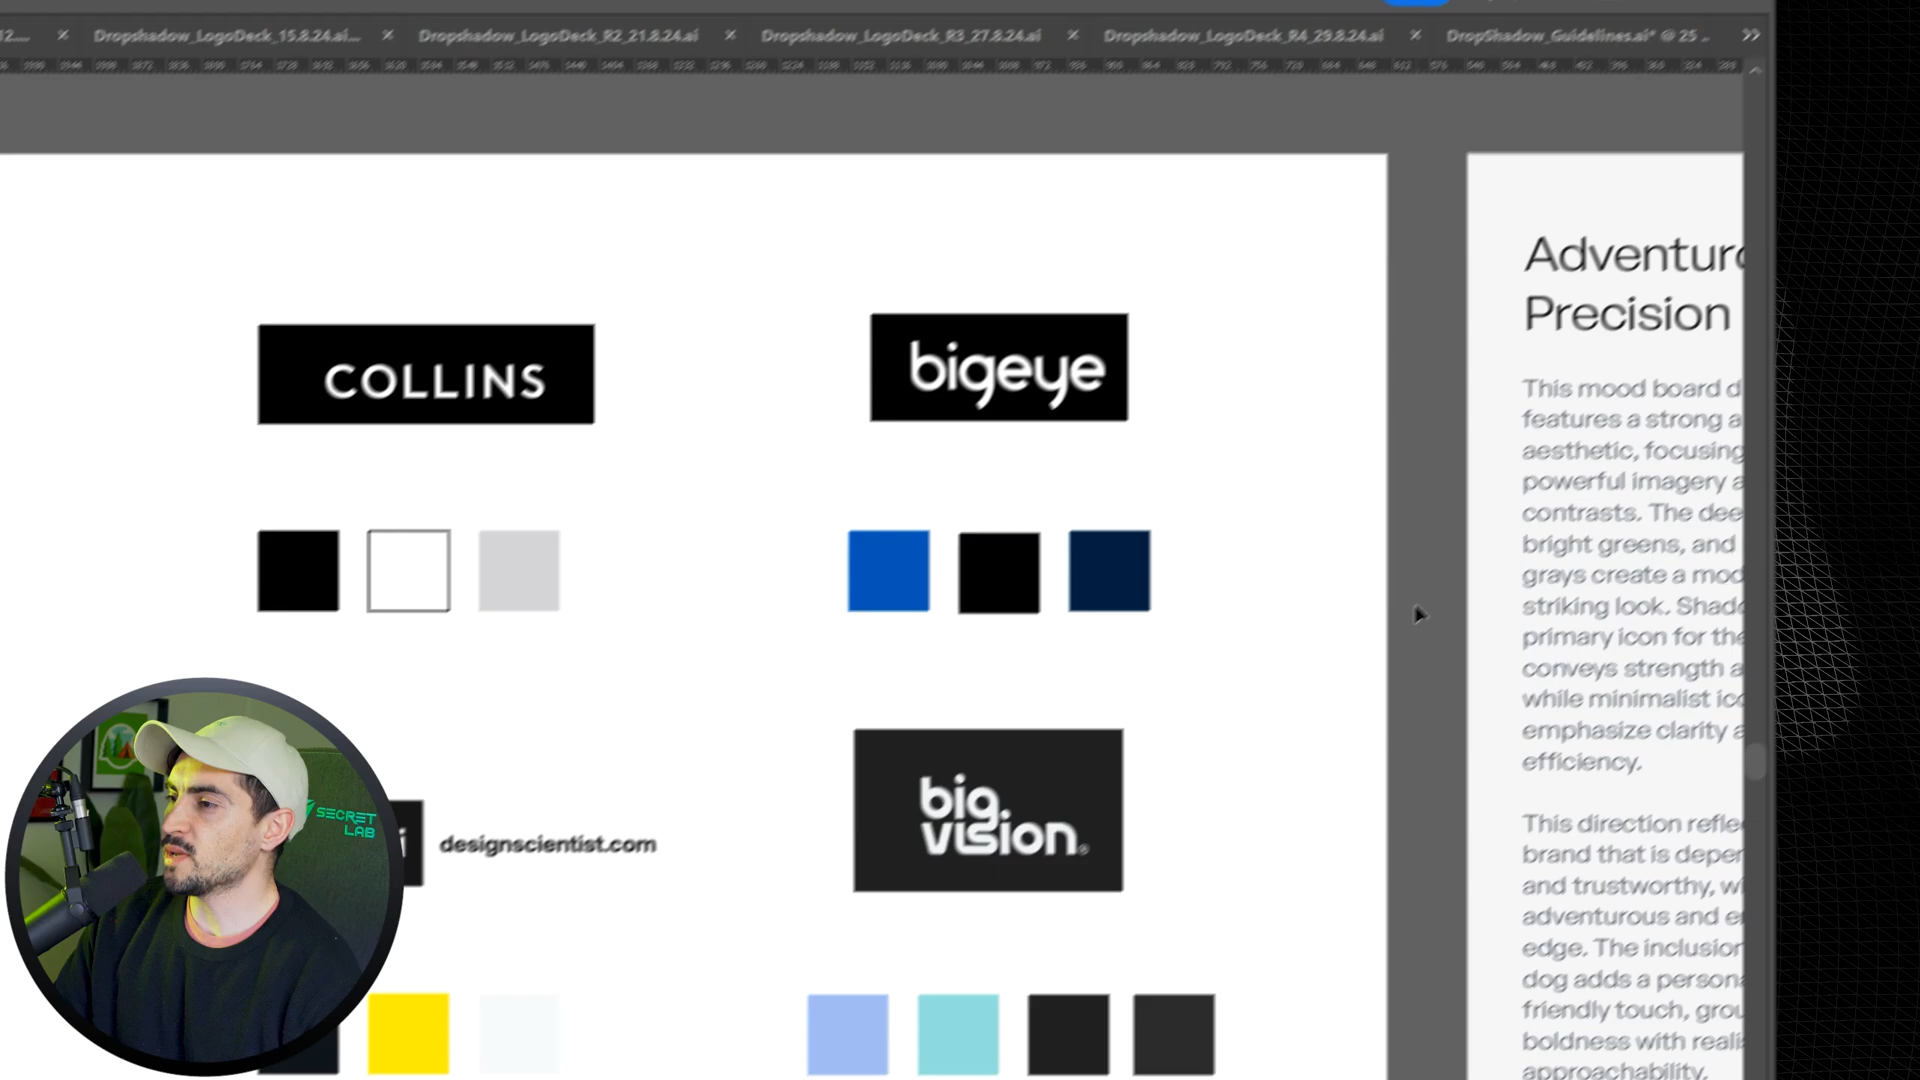 Dropshadow_LogoDeck_15.8.24.ai...
Dropshadow_LogoDeck_R2_21.8.24.ai
Dropshadow_LogoDeck_R3_27.8.24.ai
Dropshadow_LogoDeck_R4_29.8.24.ai
DropShadow_Guidelines.ai* @ 25 ..
COLLINS
bigeye
SECRET
LAB
designscientist.com
big.
vision
Adventur
Precision
This mood board d
features a strong a
aesthetic, focusing
powerful imagery a
contrasts. The dee
bright greens, and
grays create a mod
striking look. Shad
primary icon for the
conveys strength a
while minimalist ico
emphasize clarity a
efficiency.
This direction refle
brand that is deper
and trustworthy, wi
adventurous and e
edge. The inclusion
dog adds a person
friendly touch, grou
boldness with reali
approachability.